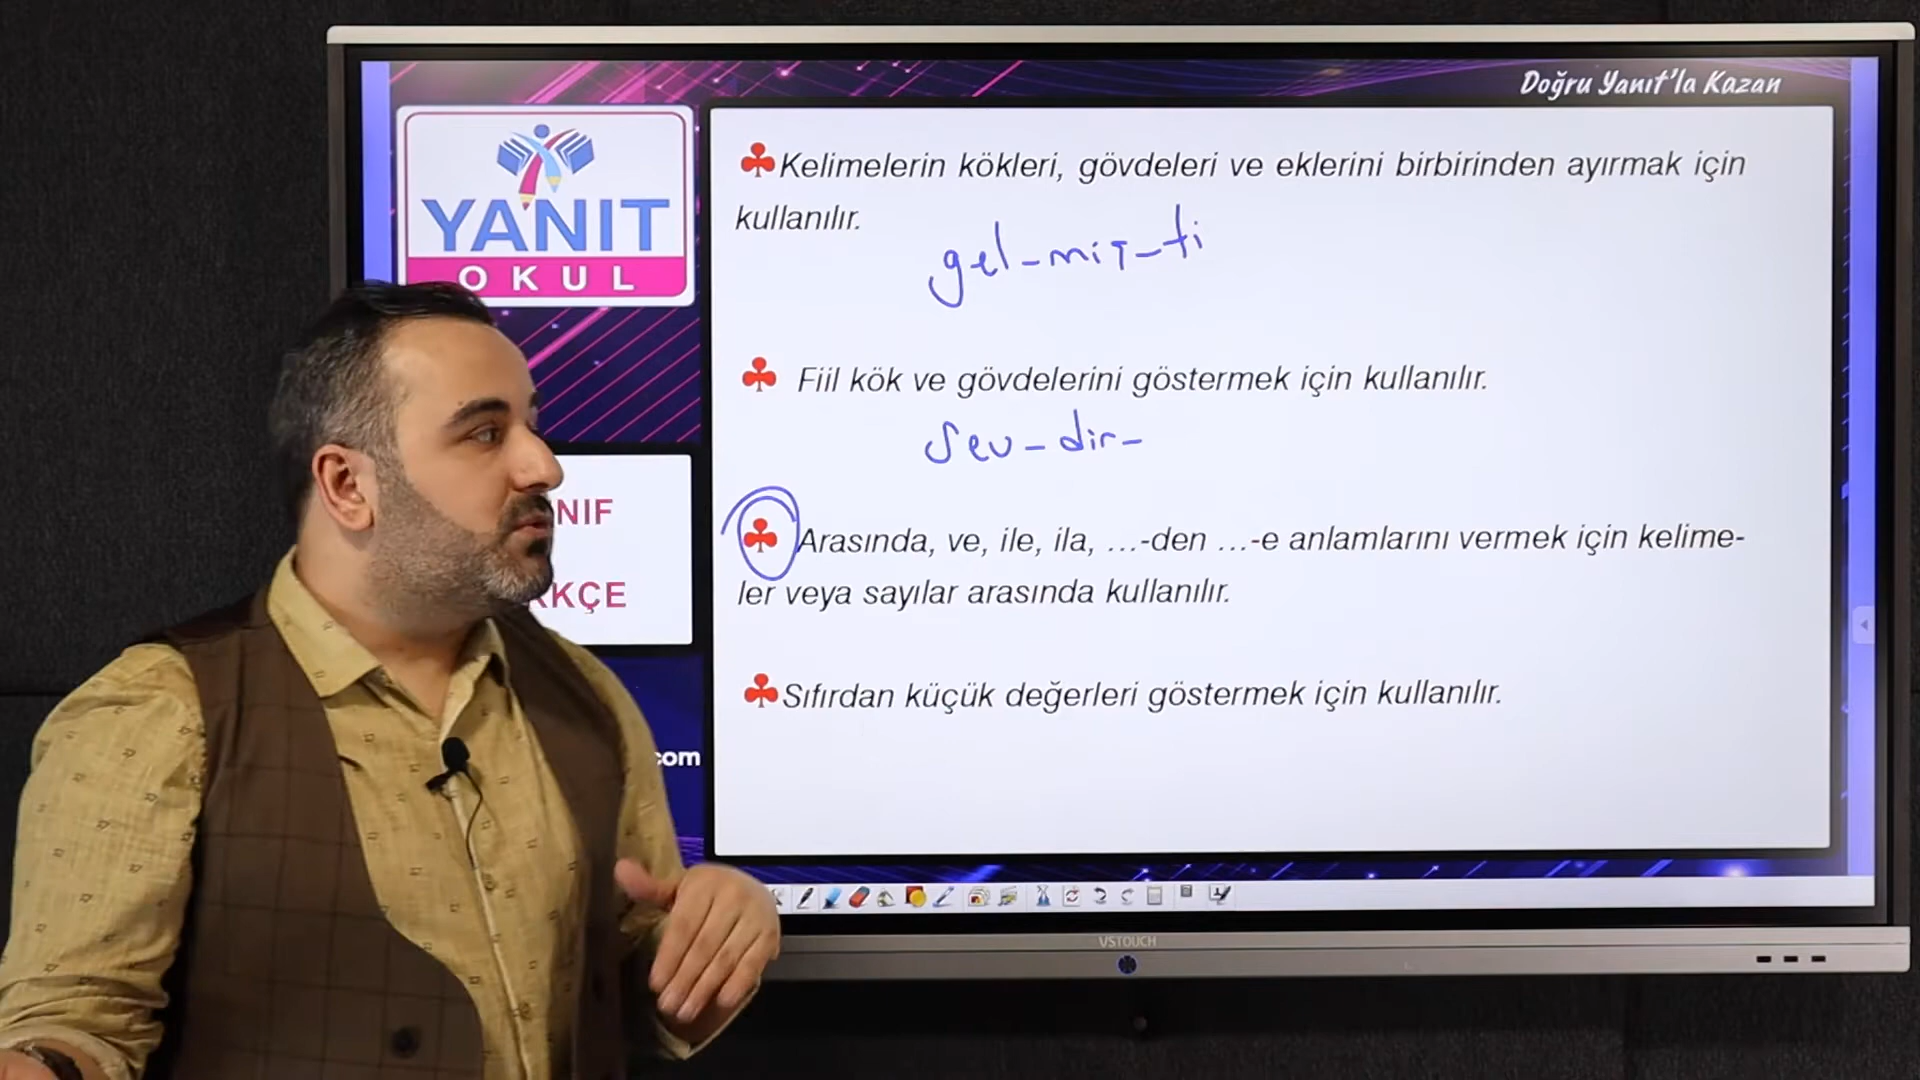 Doğru Yanıt'la Kazan
YANIT
OKUL
Kelimelerin kökleri, gövdeleri ve eklerini birbirinden ayırmak için
kullanılır.
gel-miş-ti
Fiil kök ve gövdelerini göstermek için kullanılır.
sev-dir-
NIF
KÇE
Arasında, ve, ile, ila, ...-den ...-e anlamlarını vermek için kelime-
ler veya sayılar arasında kullanılır.
Sıfırdan küçük değerleri göstermek için kullanılır.
.com
VSTOUCH